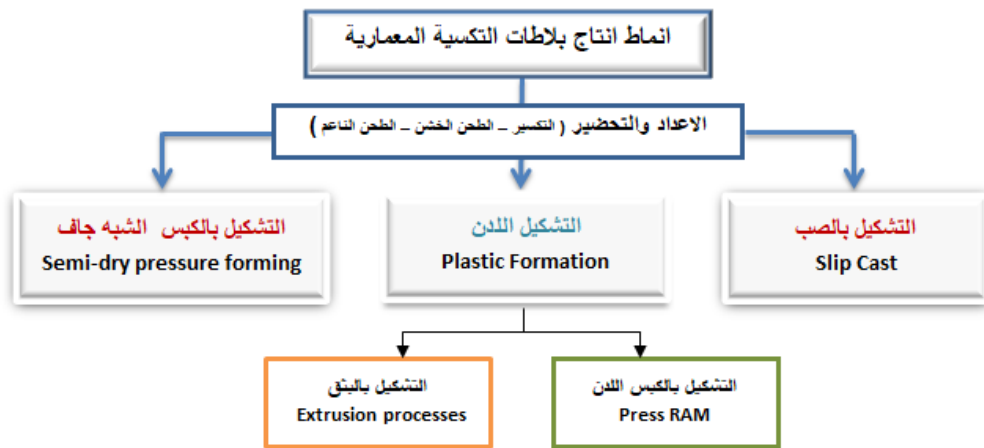 انماط انتاج بلاطات التكسية المعمارية
الاعداد والتحضير ( التكسير – الطحن الخشن – الطحن الناعم )
التشكيل بالصب
Slip Cast
التشكيل اللدن
Plastic Formation
التشكيل بالكبس الشبه جاف
Semi-dry pressure forming
التشكيل بالكبس اللدن
Press RAM
التشكيل بالبثق
Extrusion processes